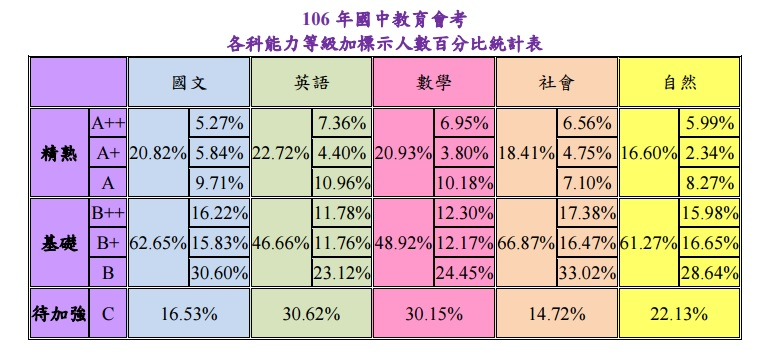 106 年國中教育會考
各科能力等級加標示人數百分比統計表
國文 英語 數學 社會 自然
精熟 A++ 20.82% 5.27% 22.72% 7.36% 20.93% 6.95% 18.41% 6.56% 16.60% 5.99%
A+ 5.84% 4.40% 3.80% 4.75% 2.34%
A 9.71% 10.96% 10.18% 7.10% 8.27%
基礎 B++ 62.65% 16.22% 46.66% 11.78% 48.92% 12.30% 66.87% 17.38% 61.27% 15.98%
B+ 15.83% 11.76% 12.17% 16.47% 16.65%
B 30.60% 23.12% 24.45% 33.02% 28.64%
待加強 C 16.53% 30.62% 30.15% 14.72% 22.13%